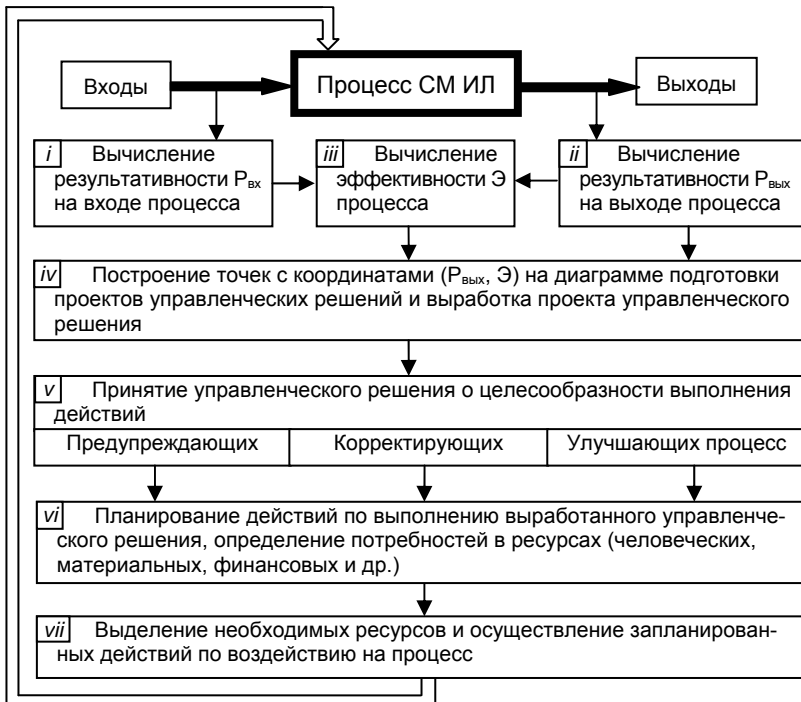 Входы
Процесс СМ ИЛ
Выходы
i Вычисление
результативности Рвх
на входе процесса
iii Вычисление
эффективности Э
процесса
ii Вычисление
результативности Рвых
на выходе процесса
iv Построение точек с координатами (Рвых, Э) на диаграмме подготовки
проектов управленческих решений и выработка проекта управленческого
решения
v Принятие управленческого решения о целесообразности выполнения
действий
Предупреждающих
Корректирующих
Улучшающих процесс
vi Планирование действий по выполнению выработанного управленче-
ского решения, определение потребностей в ресурсах (человеческих,
материальных, финансовых и др.)
vii Выделение необходимых ресурсов и осуществление запланирован-
ных действий по воздействию на процесс